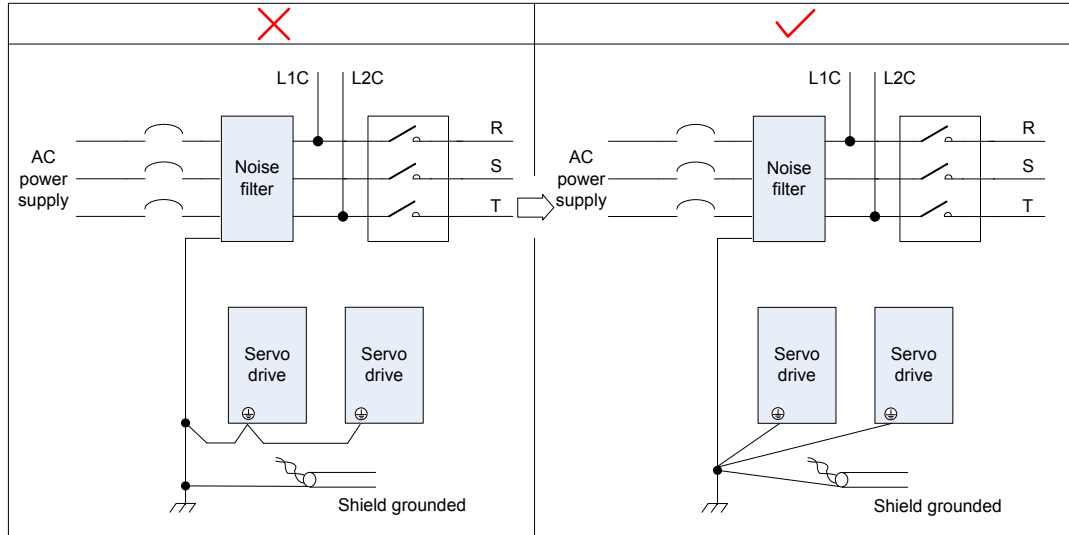 L1C
L2C
AC
power
supply
Noise
filter
R
S
T
Servo
drive
Servo
drive
Shield grounded
L1C
L2C
AC
power
supply
Noise
filter
R
S
T
Servo
drive
Servo
drive
Shield grounded